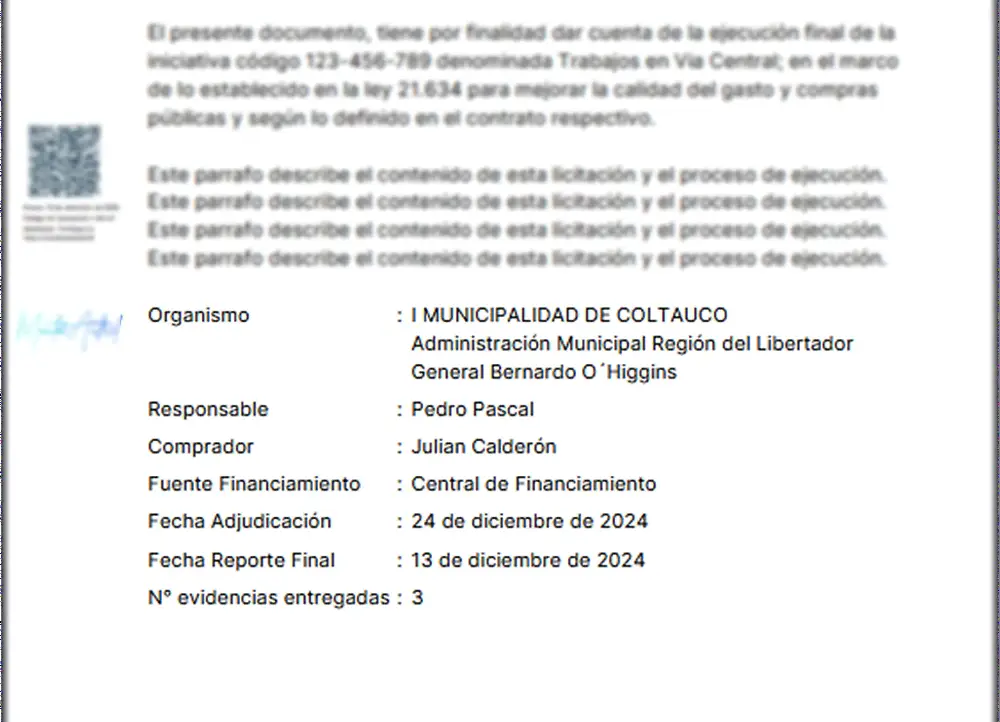 El presente documento, tiene por finalidad dar cuenta de la ejecución final de la
iniciativa código 123-456-789 denominada Trabajos en Via Central; en el marco
de lo establecido en la ley 21.634 para mejorar la calidad del gasto y compras
públicas y según lo definido en el contrato respectivo.
Este parrafo describe el contenido de esta licitación y el proceso de ejecución.
Este parrafo describe el contenido de esta licitación y el proceso de ejecución.
Este parrafo describe el contenido de esta licitación y el proceso de ejecución.
Este parrafo describe el contenido de esta licitación y el proceso de ejecución.
Organismo : I MUNICIPALIDAD DE COLTAUCO
Administración Municipal Región del Libertador
General Bernardo O´Higgins
Responsable : Pedro Pascal
Comprador : Julian Calderón
Fuente Financiamiento : Central de Financiamiento
Fecha Adjudicación : 24 de diciembre de 2024
Fecha Reporte Final : 13 de diciembre de 2024
N° evidencias entregadas : 3